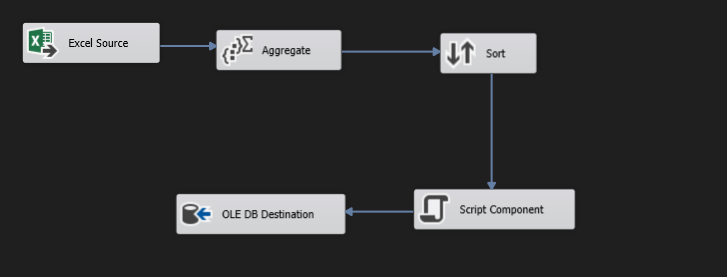 Excel Source
Aggregate
Sort
Script Component
OLE DB Destination